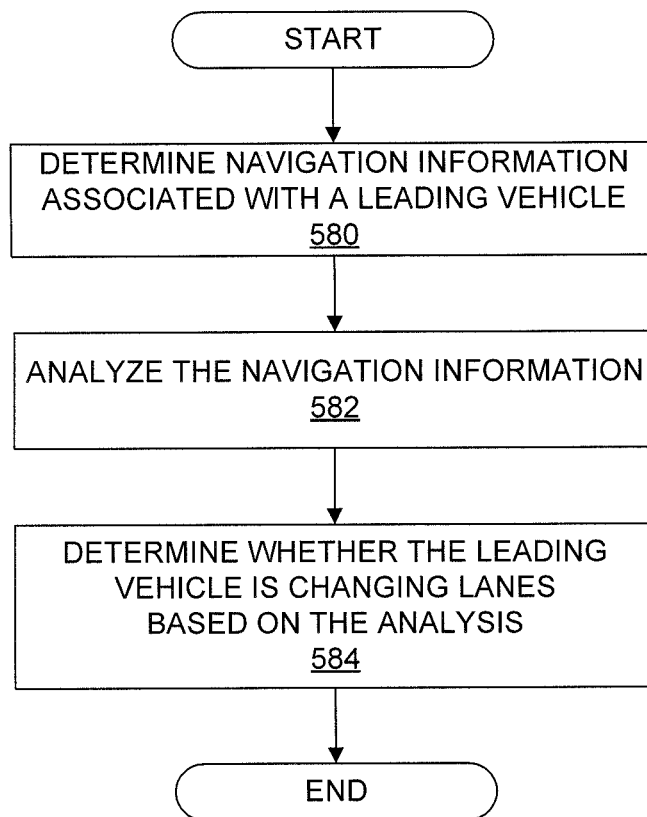 START
DETERMINE NAVIGATION INFORMATION
ASSOCIATED WITH A LEADING VEHICLE
580
ANALYZE THE NAVIGATION INFORMATION
582
DETERMINE WHETHER THE LEADING
VEHICLE IS CHANGING LANES
BASED ON THE ANALYSIS
584
END